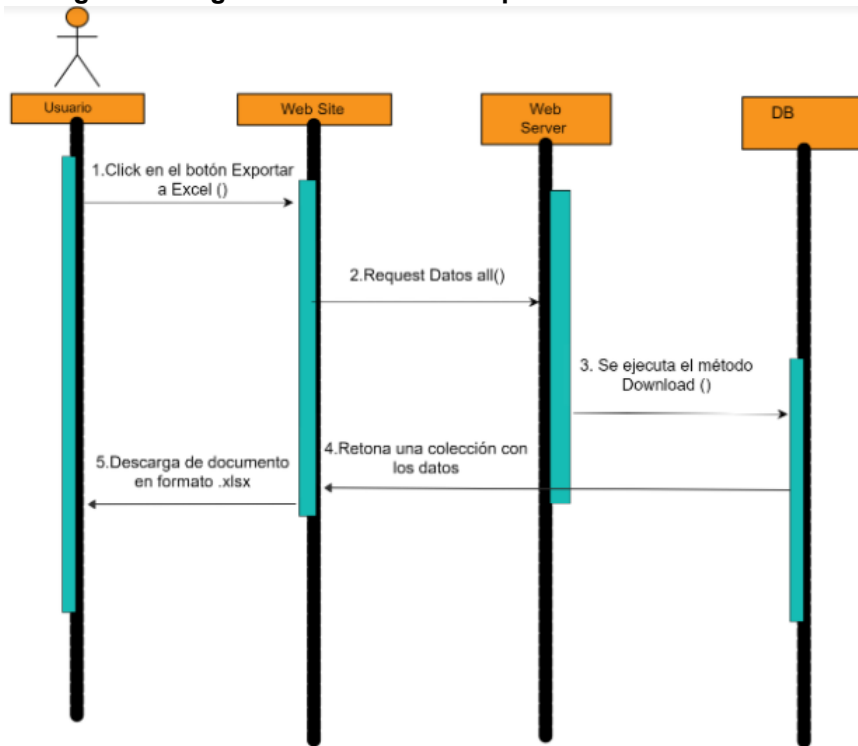 Usuario
Web Site
Web
Server
DB
1.Click en el botón Exportar
a Excel ()
2.Request Datos all()
3. Se ejecuta el método
Download ()
4.Retona una colección con
los datos
5.Descarga de documento
en formato .xlsx